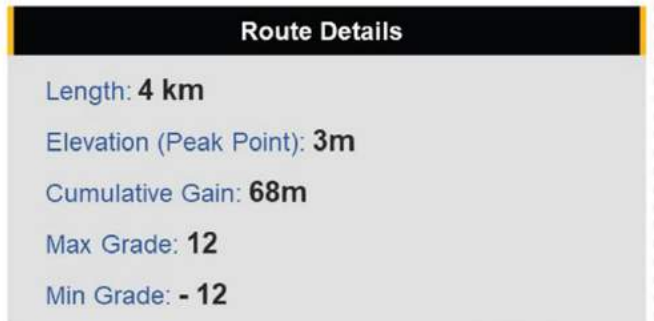 Route Details
Length: 4 km
Elevation (Peak Point): 3m
Cumulative Gain: 68m
Max Grade: 12
Min Grade: - 12